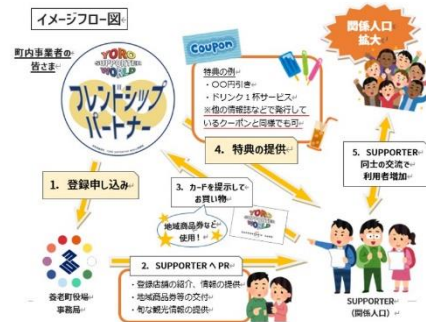 イメージフロー図
町内事業者の
皆さま
YORO
SUPPORTER
WORLD
フレンドシップ
パートナー
Coupon
特典の例
・〇〇円引き
・ドリンク1杯サービス
※他の情報誌などで発行して
いるクーポンと同様でも可
関係人口
拡大
4. 特典の提供
1. 登録申し込み
3. カードを提示して
お買い物
地域商品券など
使用！
YORO
SUPPORTER
WORLD
5. SUPPORTER
同士の交流で
利用者増加
2. SUPPORTERへPR
・登録店舗の紹介、情報の提供
・地域商品券等の交付
・旬な観光情報の提供
養老町役場
事務局
SUPPORTER
（関係人口）